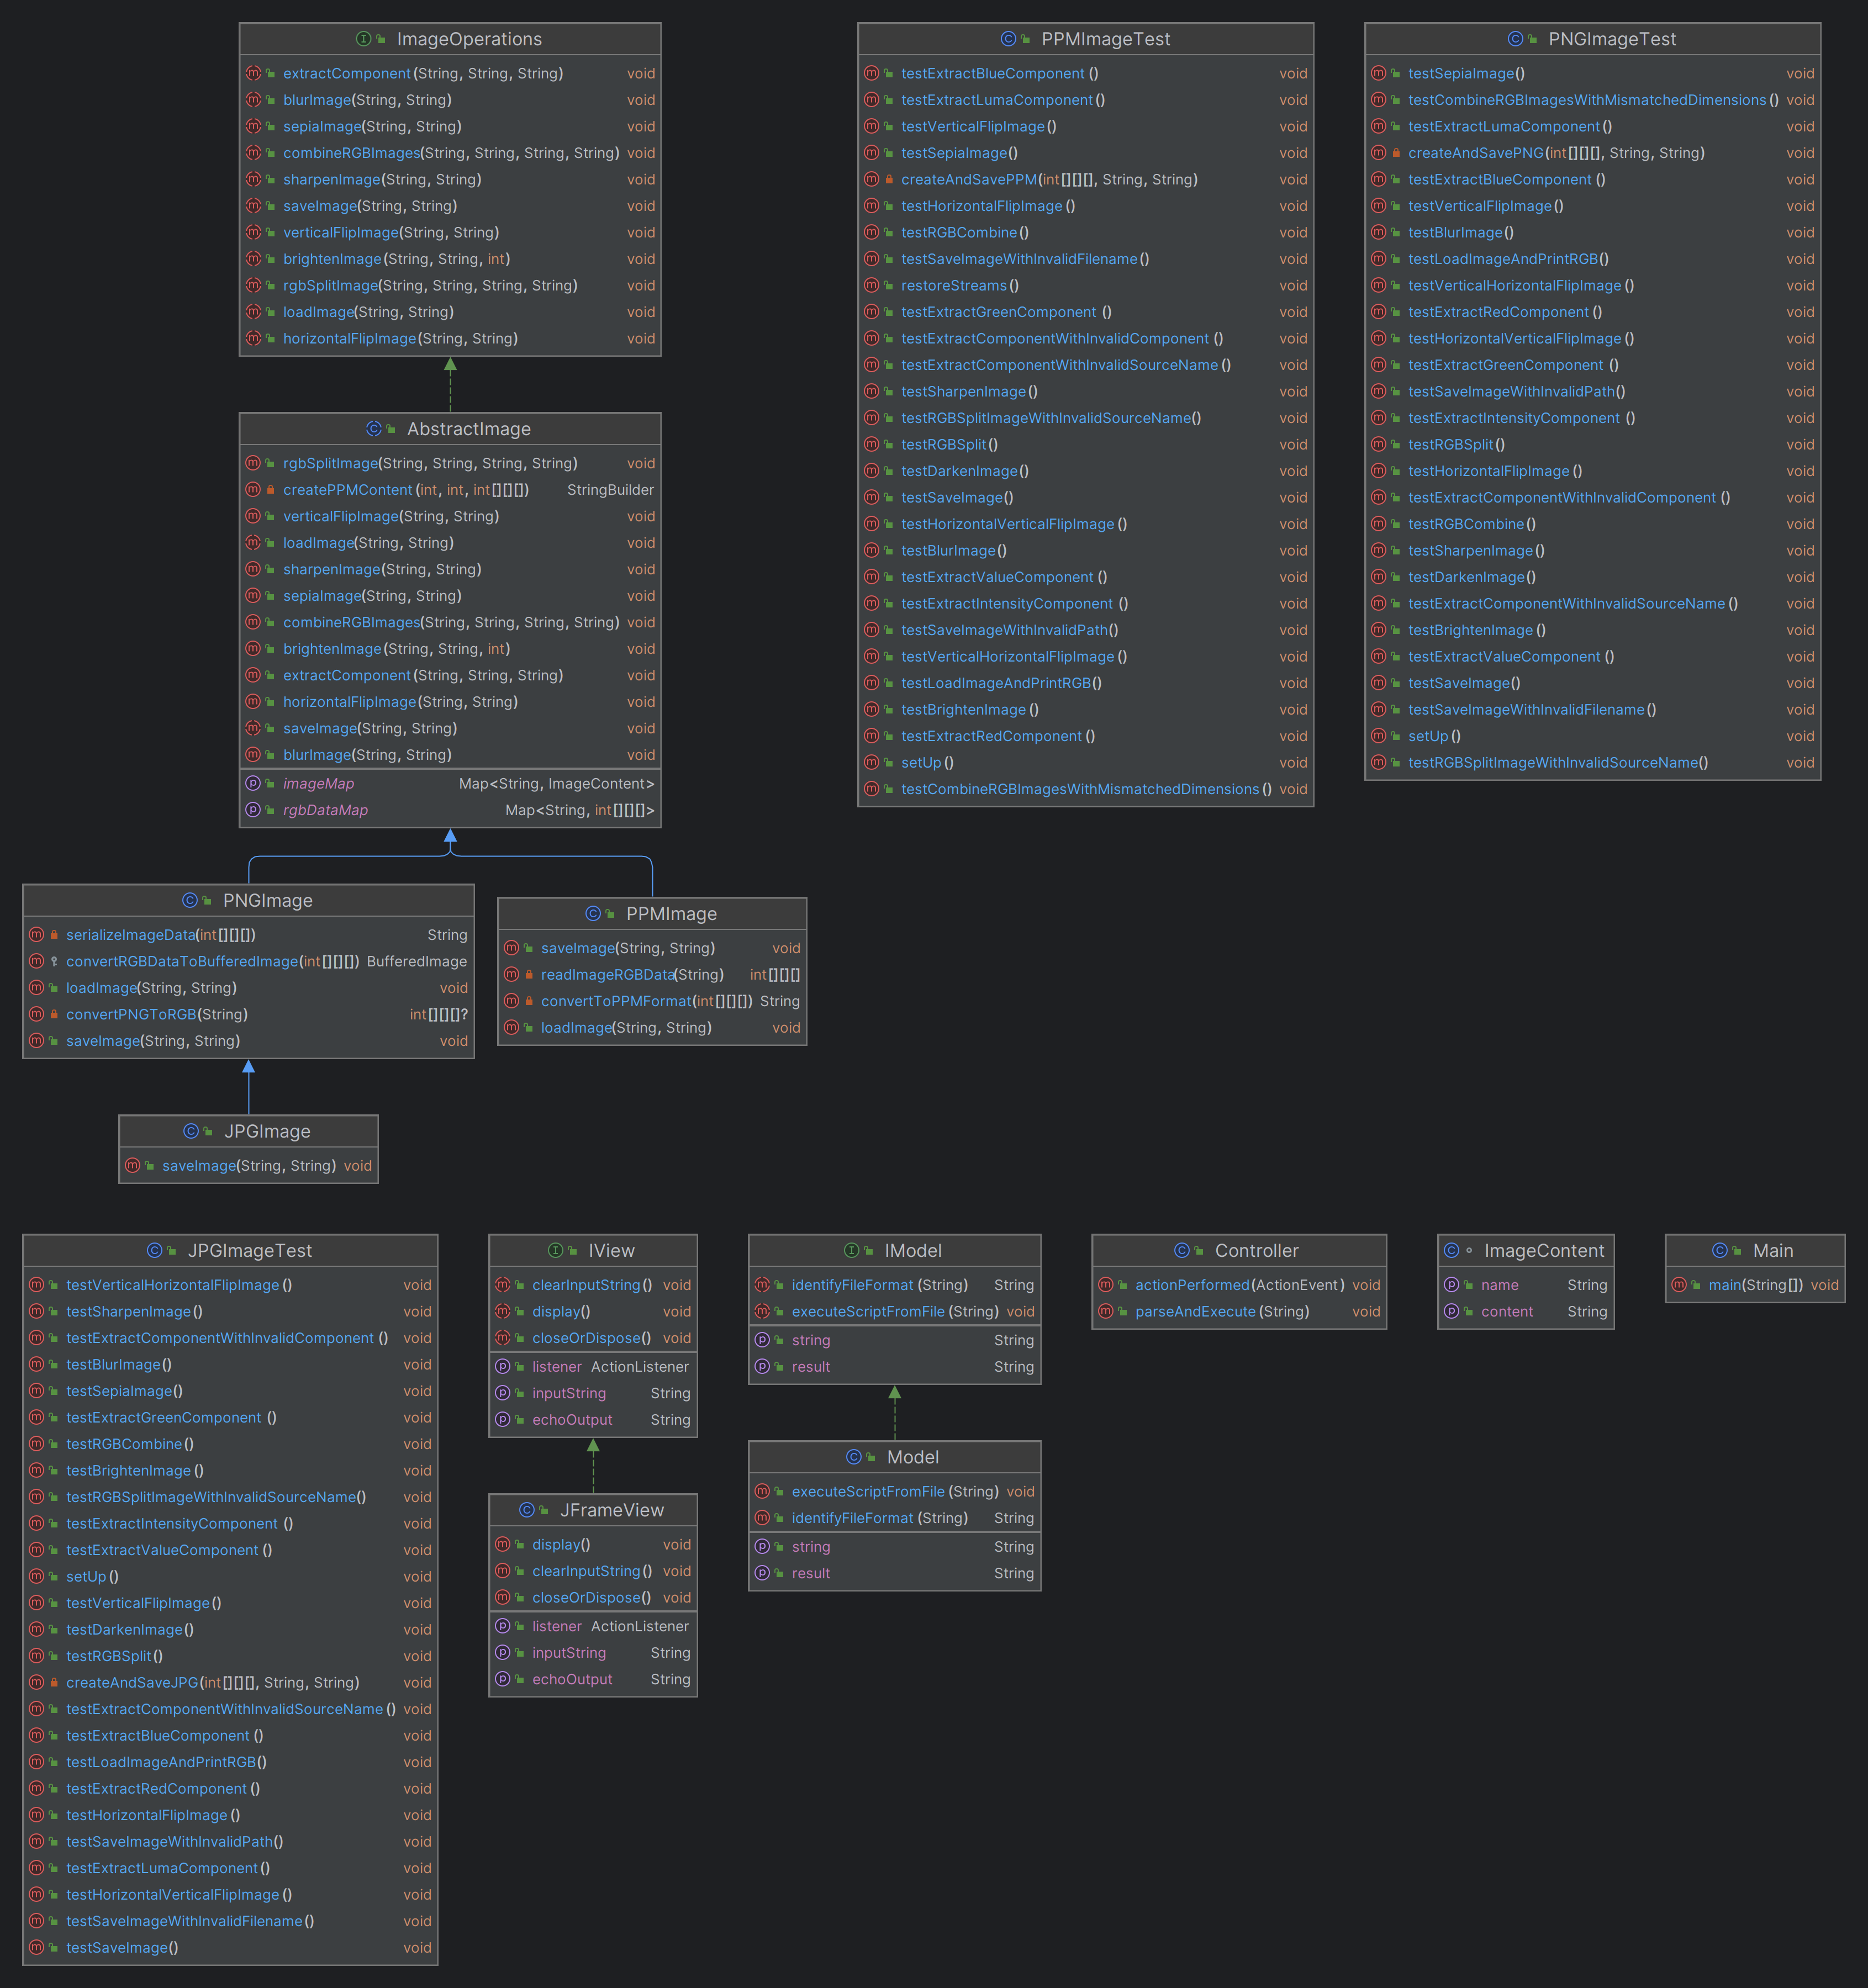 ImageOperations
extractComponent(String, String, String) void
blurImage(String, String) void
sepiaImage(String, String) void
combineRGBImages(String, String, String, String) void
sharpenImage(String, String) void
saveImage(String, String) void
verticalFlipImage(String, String) void
brightenImage(String, String, int) void
rgbSplitImage(String, String, String, String) void
loadImage(String, String) void
horizontalFlipImage(String, String) void
AbstractImage
rgbSplitImage(String, String, String, String) void
createPPMContent(int, int, int[][][]) StringBuilder
verticalFlipImage(String, String) void
loadImage(String, String) void
sharpenImage(String, String) void
sepiaImage(String, String) void
combineRGBImages(String, String, String, String) void
brightenImage(String, String, int) void
extractComponent(String, String, String) void
horizontalFlipImage(String, String) void
saveImage(String, String) void
blurImage(String, String) void
imageMap Map<String, ImageContent>
rgbDataMap Map<String, int[][][]>
PNGImage
serializeImageData(int[][][]) String
convertRGBDataToBufferedImage(int[][][]) BufferedImage
loadImage(String, String) void
convertPNGToRGB(String) int[][][]?
saveImage(String, String) void
PPMImage
saveImage(String, String) void
readImageRGBData(String) int[][][]
convertToPPMFormat(int[][][]) String
loadImage(String, String) void
JPGImage
saveImage(String, String) void
PPMImageTest
testExtractBlueComponent() void
testExtractLumaComponent() void
testVerticalFlipImage() void
testSepiaImage() void
createAndSavePPM(int[][][], String, String) void
testHorizontalFlipImage() void
testRGBCombine() void
testSaveImageWithInvalidFilename() void
restoreStreams() void
testExtractGreenComponent() void
testExtractComponentWithInvalidComponent() void
testExtractComponentWithInvalidSourceName() void
testSharpenImage() void
testRGBSplitImageWithInvalidSourceName() void
testRGBSplit() void
testDarkenImage() void
testSaveImage() void
testHorizontalVerticalFlipImage() void
testBlurImage() void
testExtractValueComponent() void
testExtractIntensityComponent() void
testSaveImageWithInvalidPath() void
testVerticalHorizontalFlipImage() void
testLoadImageAndPrintRGB() void
testBrightenImage() void
testExtractRedComponent() void
setUp() void
testCombineRGBImagesWithMismatchedDimensions() void
PNGImageTest
testSepiaImage() void
testCombineRGBImagesWithMismatchedDimensions() void
testExtractLumaComponent() void
createAndSavePNG(int[][][], String, String) void
testExtractBlueComponent() void
testVerticalFlipImage() void
testBlurImage() void
testLoadImageAndPrintRGB() void
testVerticalHorizontalFlipImage() void
testExtractRedComponent() void
testHorizontalVerticalFlipImage() void
testExtractGreenComponent() void
testSaveImageWithInvalidPath() void
testExtractIntensityComponent() void
testRGBSplit() void
testHorizontalFlipImage() void
testExtractComponentWithInvalidComponent() void
testRGBCombine() void
testSharpenImage() void
testDarkenImage() void
testExtractComponentWithInvalidSourceName() void
testBrightenImage() void
testExtractValueComponent() void
testSaveImage() void
testSaveImageWithInvalidFilename() void
setUp() void
testRGBSplitImageWithInvalidSourceName() void
JPGImageTest
testVerticalHorizontalFlipImage() void
testSharpenImage() void
testExtractComponentWithInvalidComponent() void
testBlurImage() void
testSepiaImage() void
testExtractGreenComponent() void
testRGBCombine() void
testBrightenImage() void
testRGBSplitImageWithInvalidSourceName() void
testExtractIntensityComponent() void
testExtractValueComponent() void
setUp() void
testVerticalFlipImage() void
testDarkenImage() void
testRGBSplit() void
createAndSaveJPG(int[][][], String, String) void
testExtractComponentWithInvalidSourceName() void
testExtractBlueComponent() void
testLoadImageAndPrintRGB() void
testExtractRedComponent() void
testHorizontalFlipImage() void
testSaveImageWithInvalidPath() void
testExtractLumaComponent() void
testHorizontalVerticalFlipImage() void
testSaveImageWithInvalidFilename() void
testSaveImage() void
IView
clearInputString() void
display() void
closeOrDispose() void
listener ActionListener
inputString String
echoOutput String
JFrameView
display() void
clearInputString() void
closeOrDispose() void
listener ActionListener
inputString String
echoOutput String
IModel
identifyFileFormat(String) String
executeScriptFromFile(String) void
string String
result String
Model
executeScriptFromFile(String) void
identifyFileFormat(String) String
string String
result String
Controller
actionPerformed(ActionEvent) void
parseAndExecute(String) void
ImageContent
name String
content String
Main
main(String[]) void